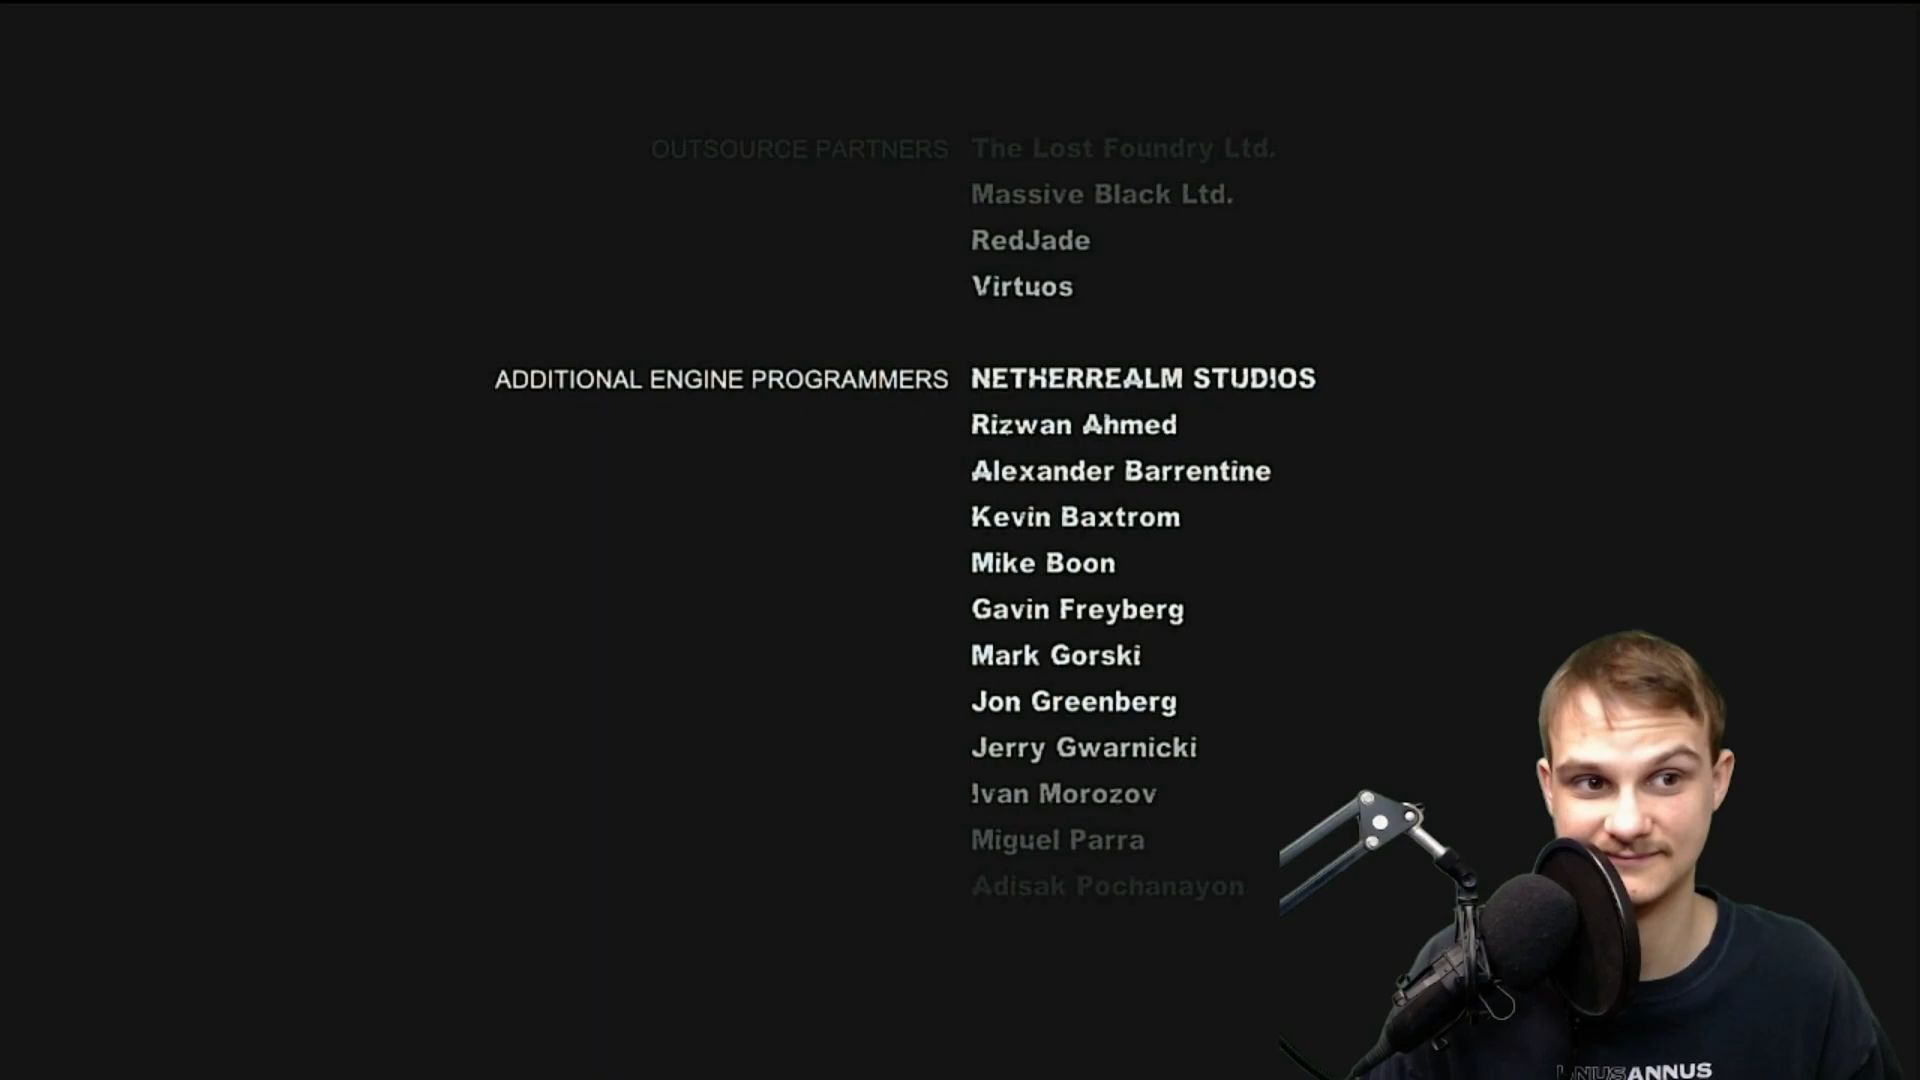 OUTSOURCE PARTNERS The Lost Foundry Ltd.
Massive Black Ltd.
RedJade
Virtuos
ADDITIONAL ENGINE PROGRAMMERS NETHERREALM STUDIOS
Rizwan Ahmed
Alexander Barrentine
Kevin Baxtrom
Mike Boon
Gavin Freyberg
Mark Gorski
Jon Greenberg
Jerry Gwarnicki
Ivan Morozov
Miguel Parra
Adisak Pochanayon
ANNUS